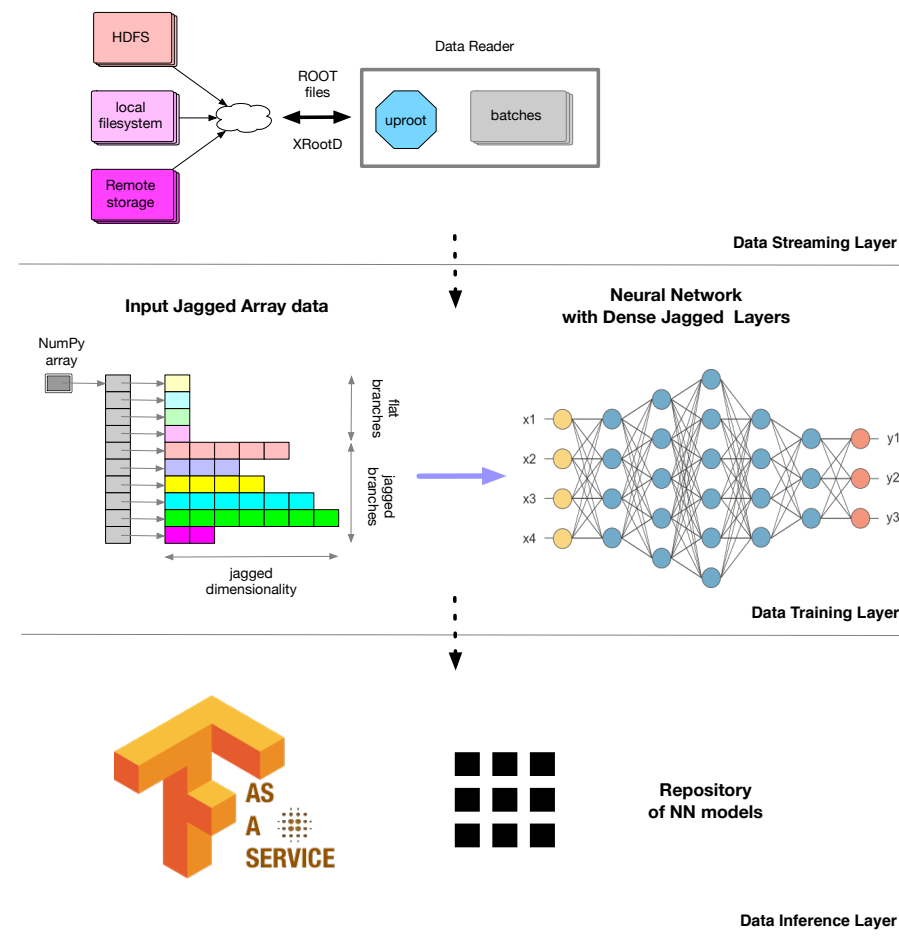 HDFS
local
filesystem
Remote
storage
ROOT
files
XRootD
Data Reader
uproot
batches
Data Streaming Layer
Input Jagged Array data
Neural Network
with Dense Jagged Layers
NumPy
array
flat
branches
jagged
branches
jagged
dimensionality
x1
x2
x3
x4
y1
y2
y3
Data Training Layer
AS
A
SERVICE
Repository
of NN models
Data Inference Layer